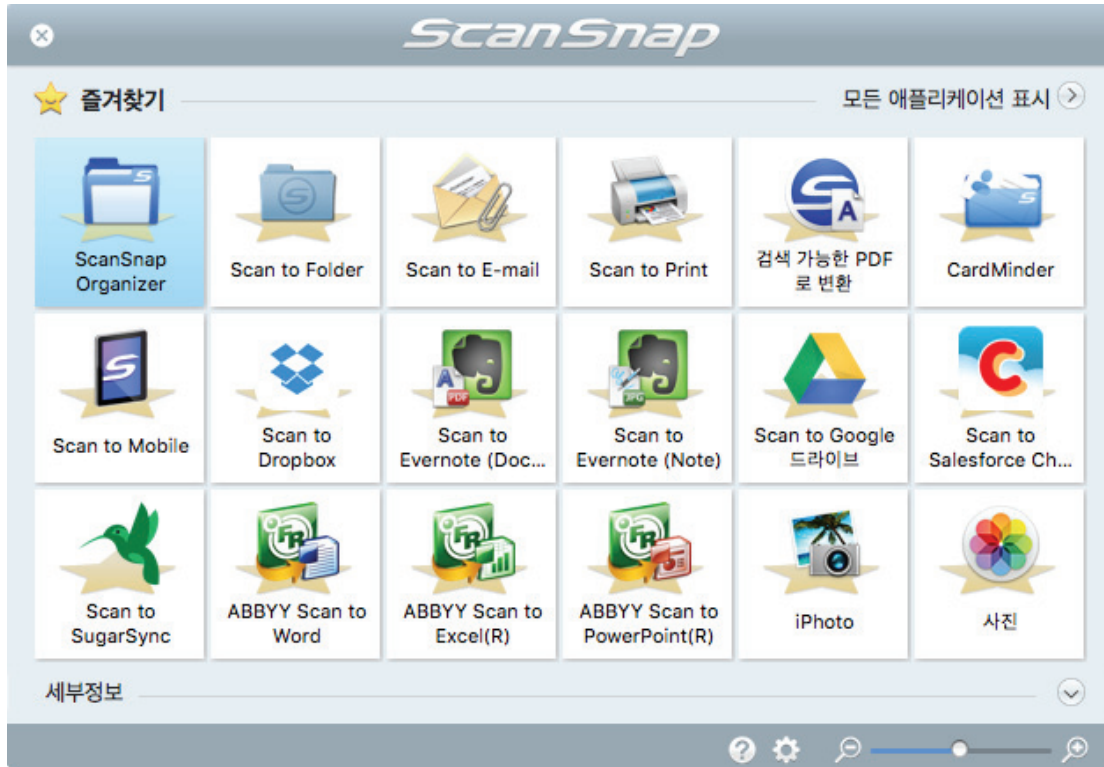 ScanSnap
즐겨찾기
모든 애플리케이션 표시
ScanSnap
Organizer
Scan to Folder
Scan to E-mail
Scan to Print
검색 가능한 PDF
로 변환
CardMinder
Scan to Mobile
Scan to
Dropbox
Scan to
Evernote (Doc...
Scan to
Evernote (Note)
Scan to Google
드라이브
Scan to
Salesforce Ch...
Scan to
SugarSync
ABBYY Scan to
Word
ABBYY Scan to
Excel(R)
ABBYY Scan to
PowerPoint(R)
iPhoto
사진
세부정보